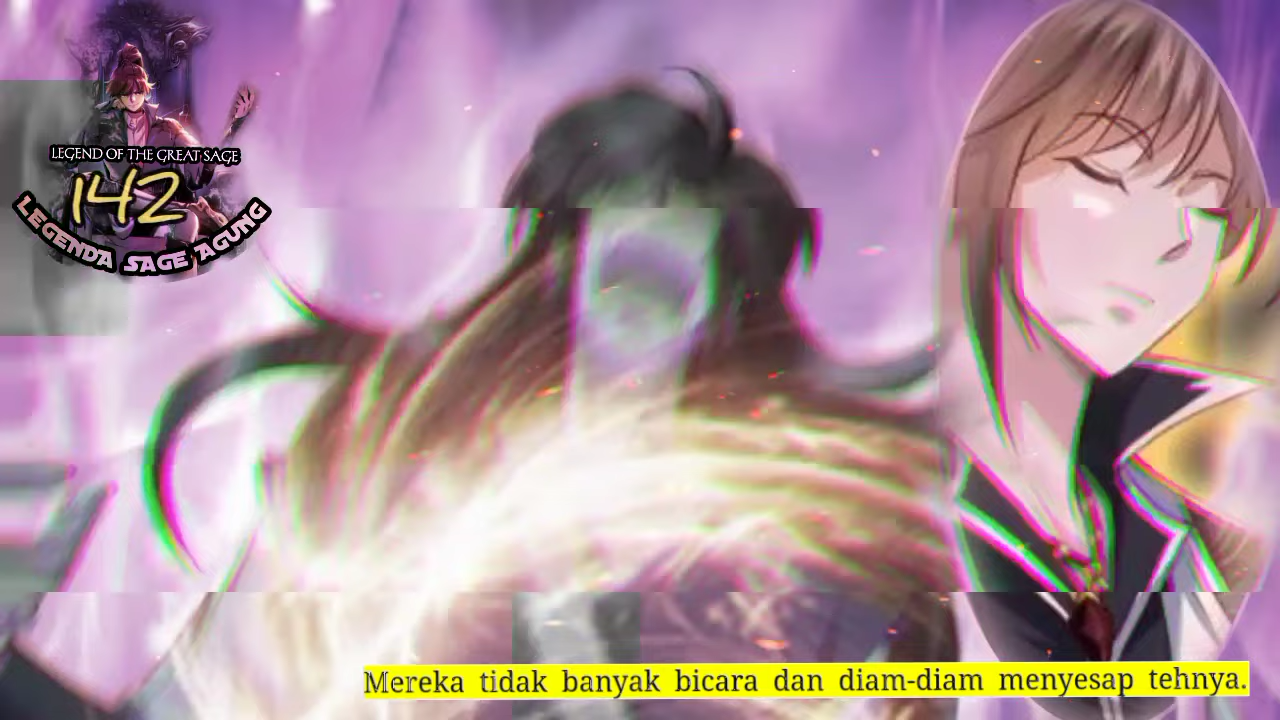 LEGEND OF THE GREAT SAGE
142
LEGENDA SAGE AGUNG
Mereka tidak banyak bicara dan diam-diam menyesap tehnya.